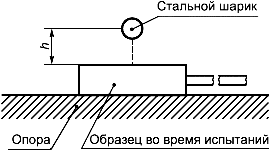 Стальной шарик
h
Опора
Образец во время испытаний